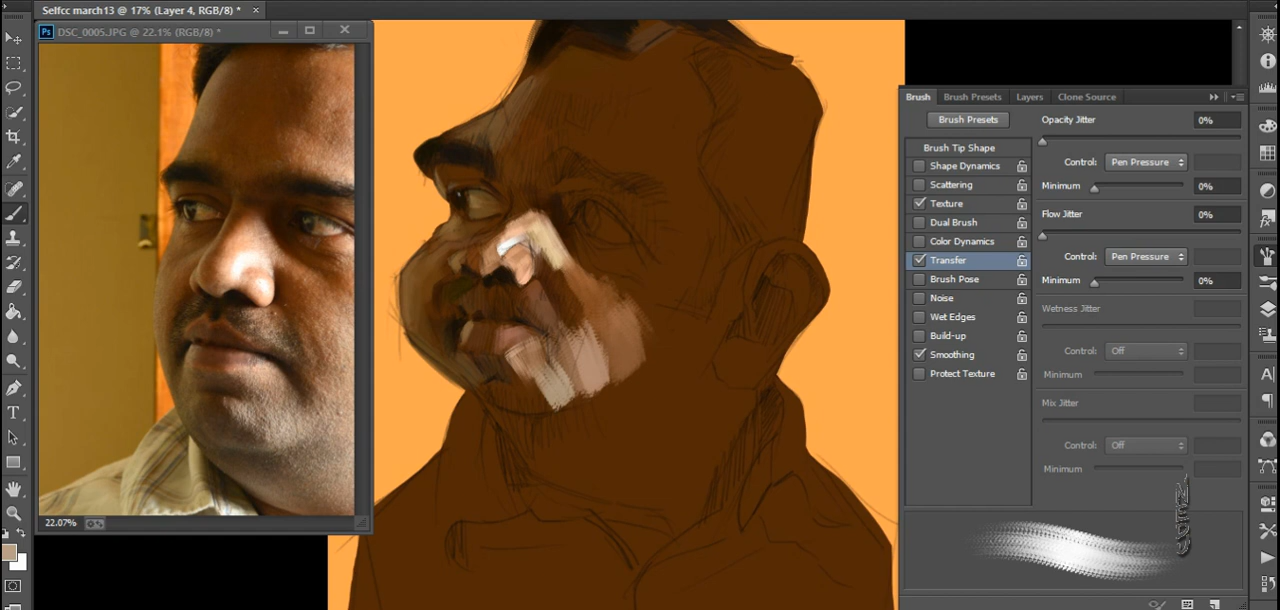 Selfcc march13 @ 17% (Layer 4, RGB/8) * ×
Ps DSC_0005.JPG @ 22.1% (RGB/8) *
22.07%
Brush Brush Presets Layers Clone Source
Brush Presets
Brush Tip Shape
Shape Dynamics
Scattering
Texture
Dual Brush
Color Dynamics
Transfer
Brush Pose
Noise
Wet Edges
Build-up
Smoothing
Protect Texture
Opacity Jitter 0%
Control: Pen Pressure
Minimum 0%
Flow Jitter 0%
Control: Pen Pressure
Minimum 0%
Wetness Jitter
Control: Off
Minimum
Mix Jitter
Control: Off
Minimum